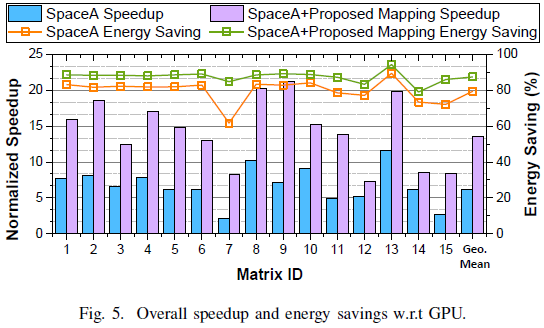 SpaceA Speedup SpaceA+Proposed Mapping Speedup
SpaceA Energy Saving SpaceA+Proposed Mapping Energy Saving
25 100
20 80
15 60
10 40
5 20
0 0
Normalized Speedup
Energy Saving (%)
1 2 3 4 5 6 7 8 9 10 11 12 13 14 15 Geo.
Mean
Matrix ID
Fig. 5. Overall speedup and energy savings w.r.t GPU.